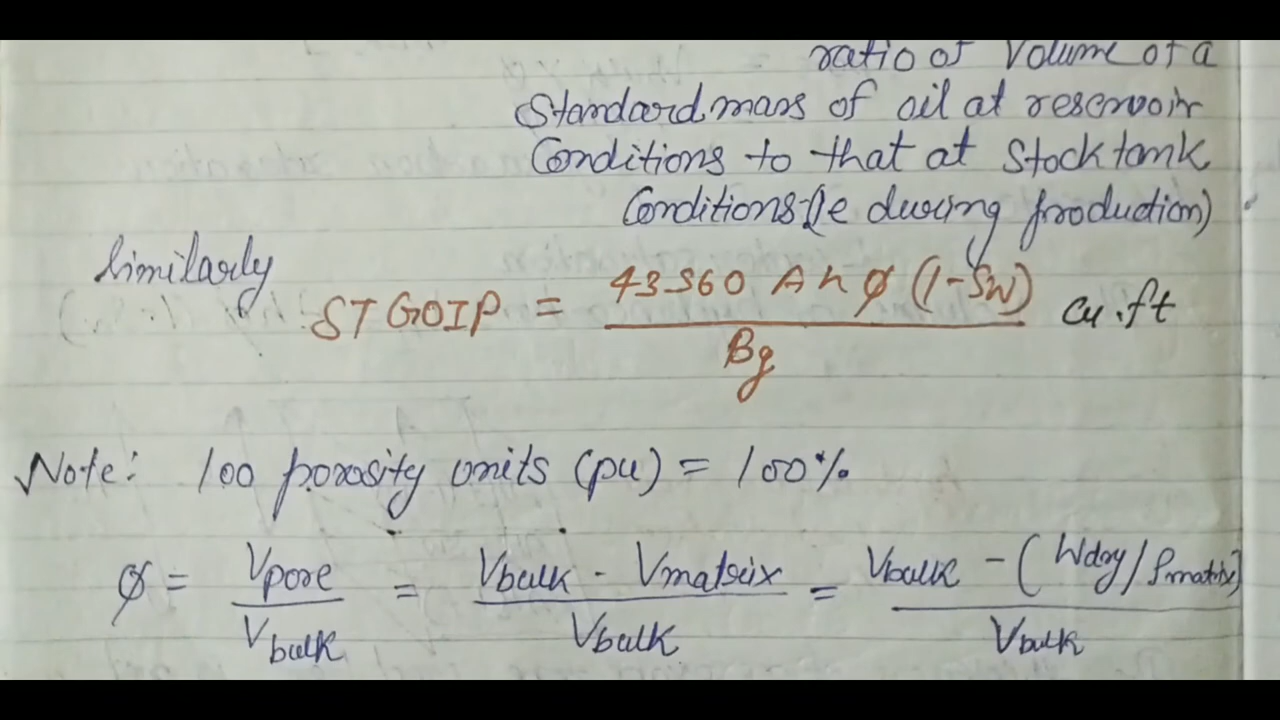 ratio of Volume of a
Standard mass of oil at reservoir
Conditions to that at Stock tank
Conditions (ie during production)
Similarly
STGOIP = 43560 A h φ (1-Sw) / Bg cu.ft
Note: 100 porosity units (pu) = 100%
φ = Vpore / Vbulk = Vbulk - Vmatrix / Vbulk = Vbulk - (Wdry/ρmatrix) / Vbulk